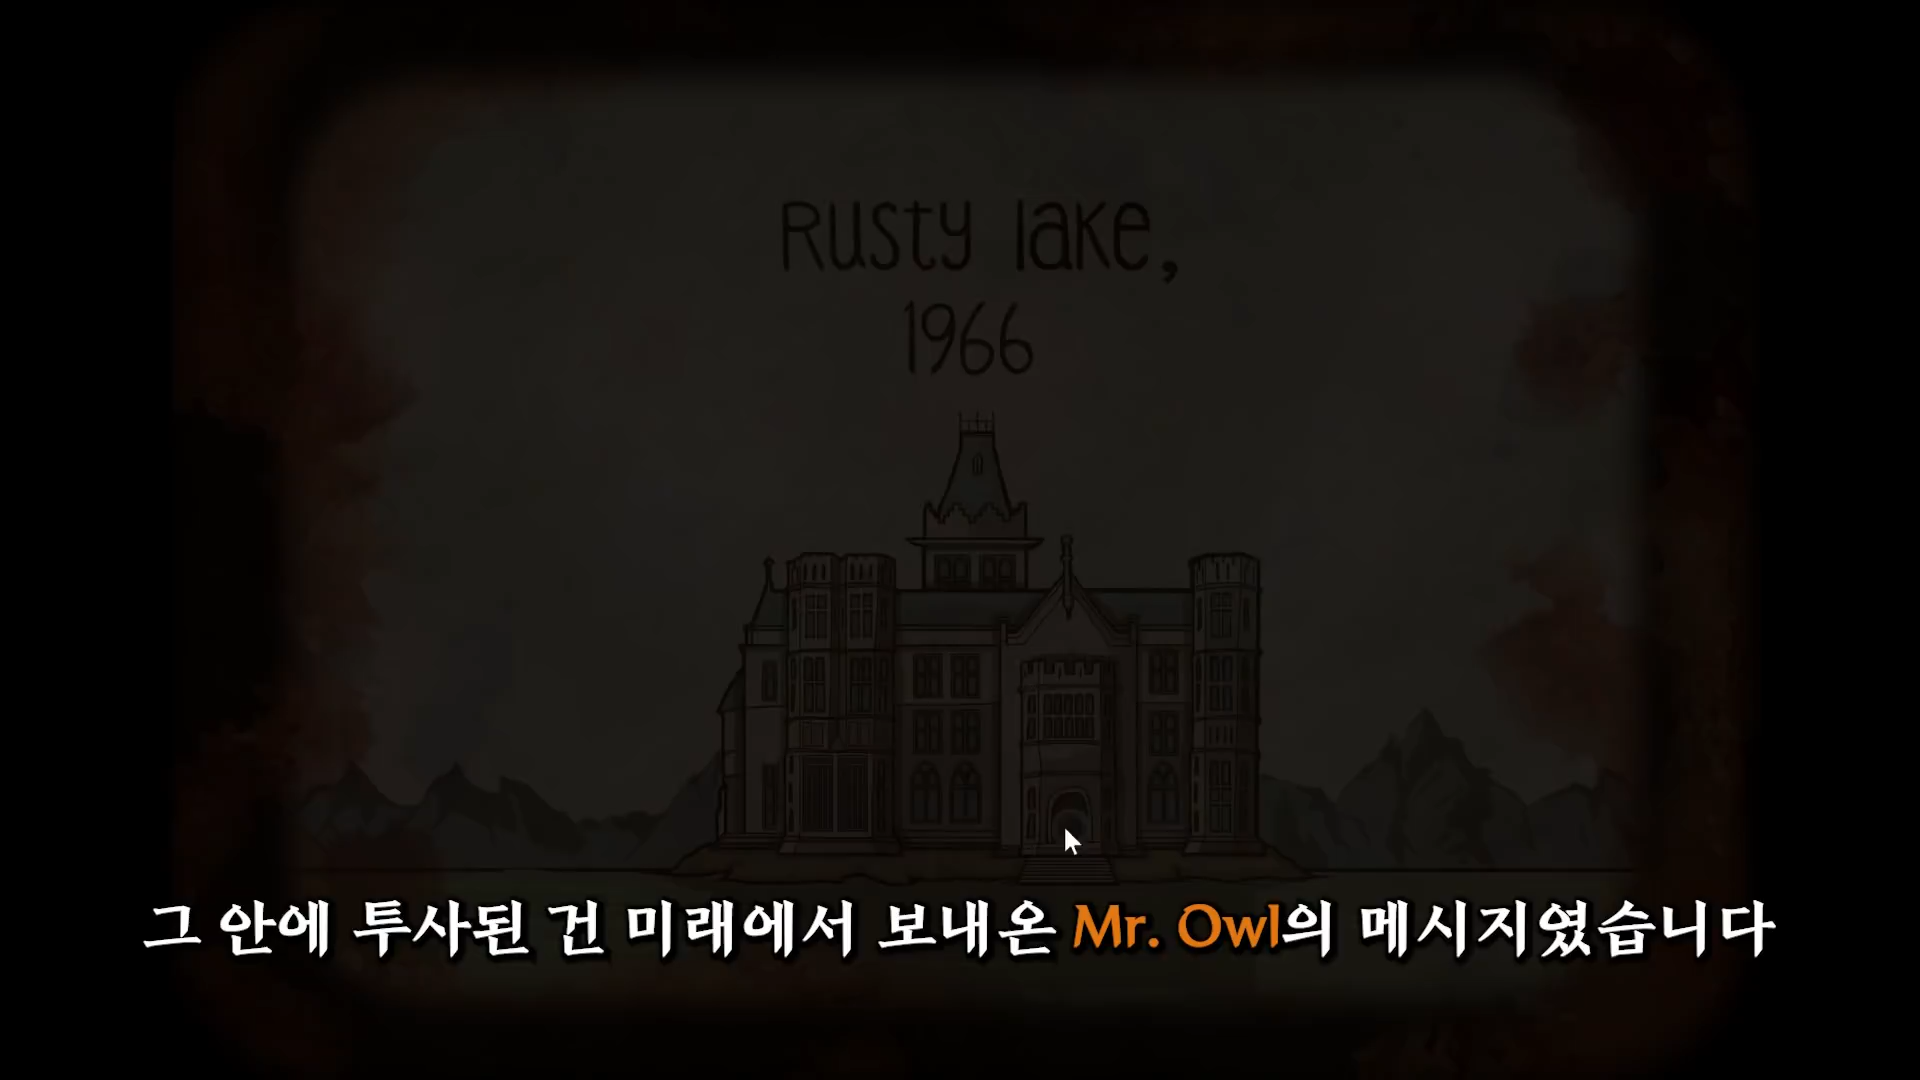 Rusty lake,
1966
그 안에 투사된 건 미래에서 보내온 Mr. Owl의 메시지였습니다